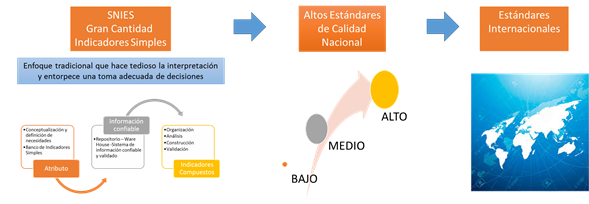 SNIES
Gran Cantidad
Indicadores Simples
Altos Estándares
de Calidad
Nacional
Estándares
Internacionales
Enfoque tradicional que hace tedioso la interpretación
y entorpece una toma adecuada de decisiones
•Conceptualización y
definición de
necesidades
•Banco de Indicadores
Simples
Atributo
Información
confiable
•Repositorio – Ware
House -Sistema de
información confiable
y validado
•Organización
•Análisis
•Construcción
•Validación
Indicadores
Compuestos
ALTO
MEDIO
BAJO